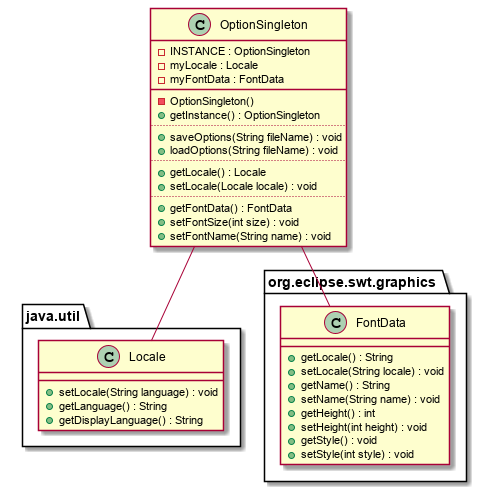 C OptionSingleton
INSTANCE : OptionSingleton
myLocale : Locale
myFontData : FontData
OptionSingleton()
getInstance() : OptionSingleton
saveOptions(String fileName) : void
loadOptions(String fileName) : void
getLocale() : Locale
setLocale(Locale locale) : void
getFontData() : FontData
setFontSize(int size) : void
setFontName(String name) : void
java.util
C Locale
setLocale(String language) : void
getLanguage() : String
getDisplayLanguage() : String
org.eclipse.swt.graphics
C FontData
getLocale() : String
setLocale(String locale) : void
getName() : String
setName(String name) : void
getHeight() : int
setHeight(int height) : void
getStyle() : void
setStyle(int style) : void